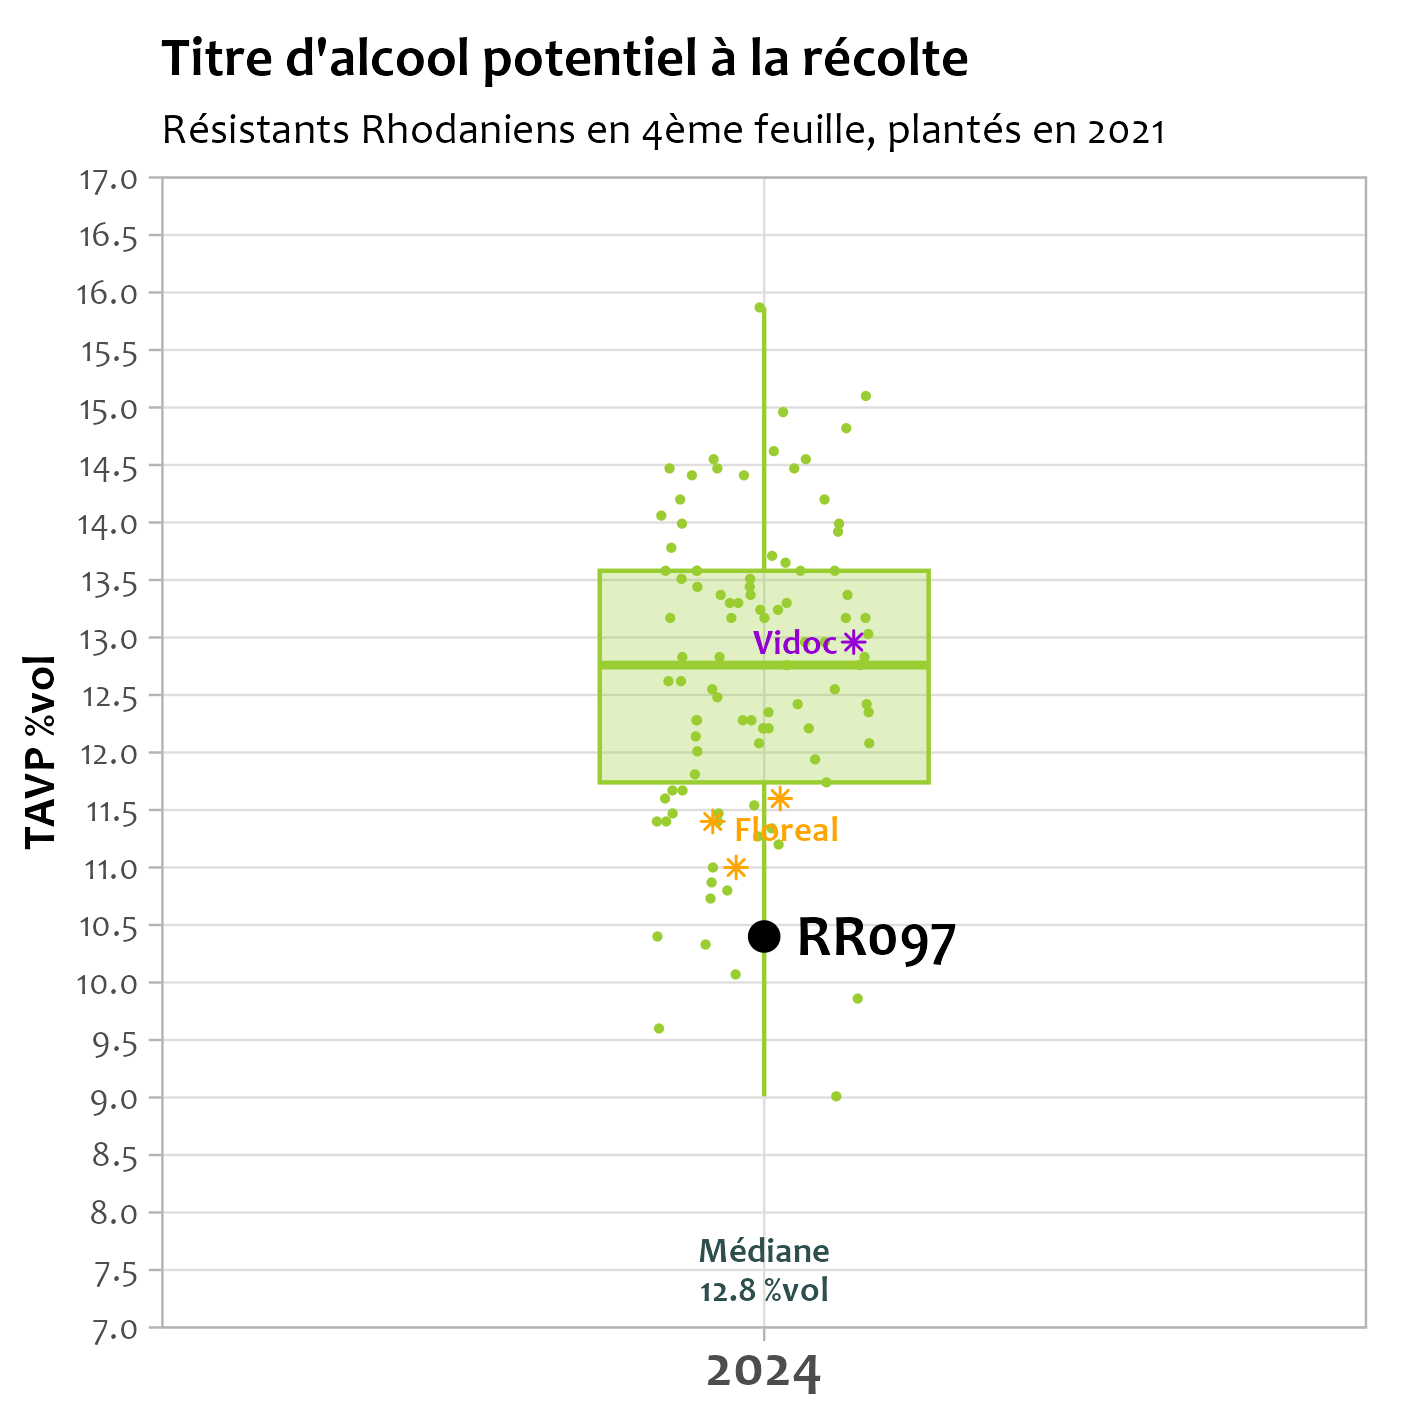 Titre d'alcool potentiel à la récolte
Résistants Rhodaniens en 4ème feuille, plantés en 2021
TAVP %vol
17.0
16.5
16.0
15.5
15.0
14.5
14.0
13.5
13.0
12.5
12.0
11.5
11.0
10.5
10.0
9.5
9.0
8.5
8.0
7.5
7.0
Vidoc
Floreal
RR097
Médiane
12.8 %vol
2024